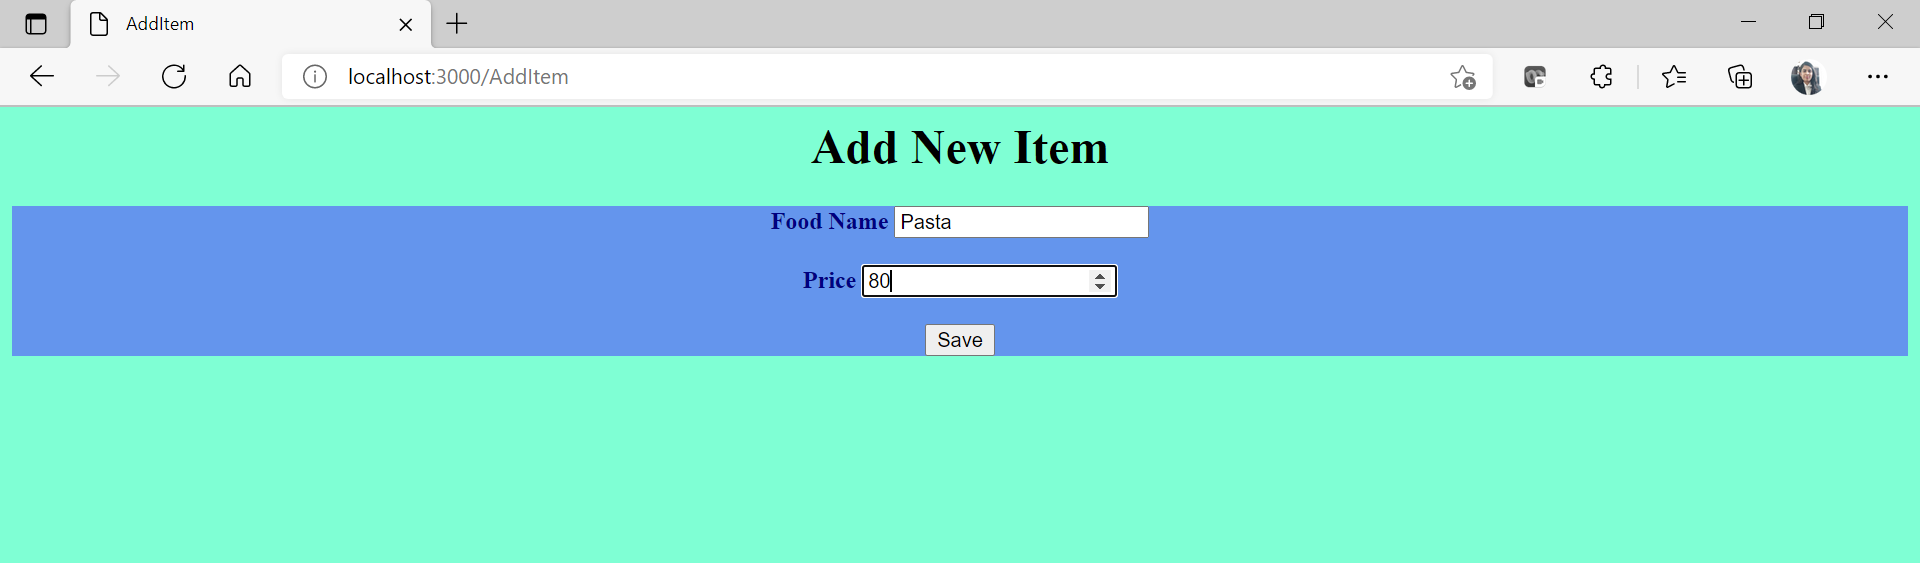 AddItem
localhost:3000/AddItem
Add New Item
Food Name Pasta
Price 80
Save